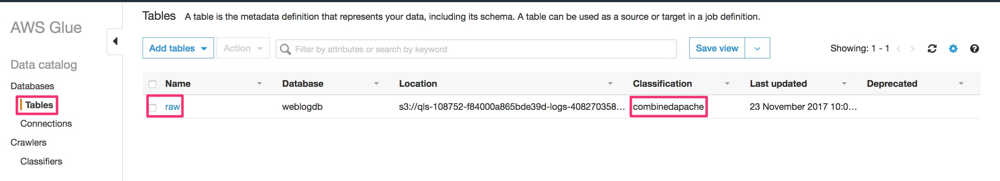 AWS Glue
Data catalog
Databases
Tables
Connections
Crawlers
Classifiers
Tables A table is the metadata definition that represents your data, including its schema. A table can be used as a source or target in a job definition.
Add tables Action Filter by attributes or search by keyword Save view Showing: 1 - 1
Name Database Location Classification Last updated Deprecated
raw weblogdb s3://qls-108752-f84000a865bde39d-logs-408270358... combinedapache 23 November 2017 10:0...